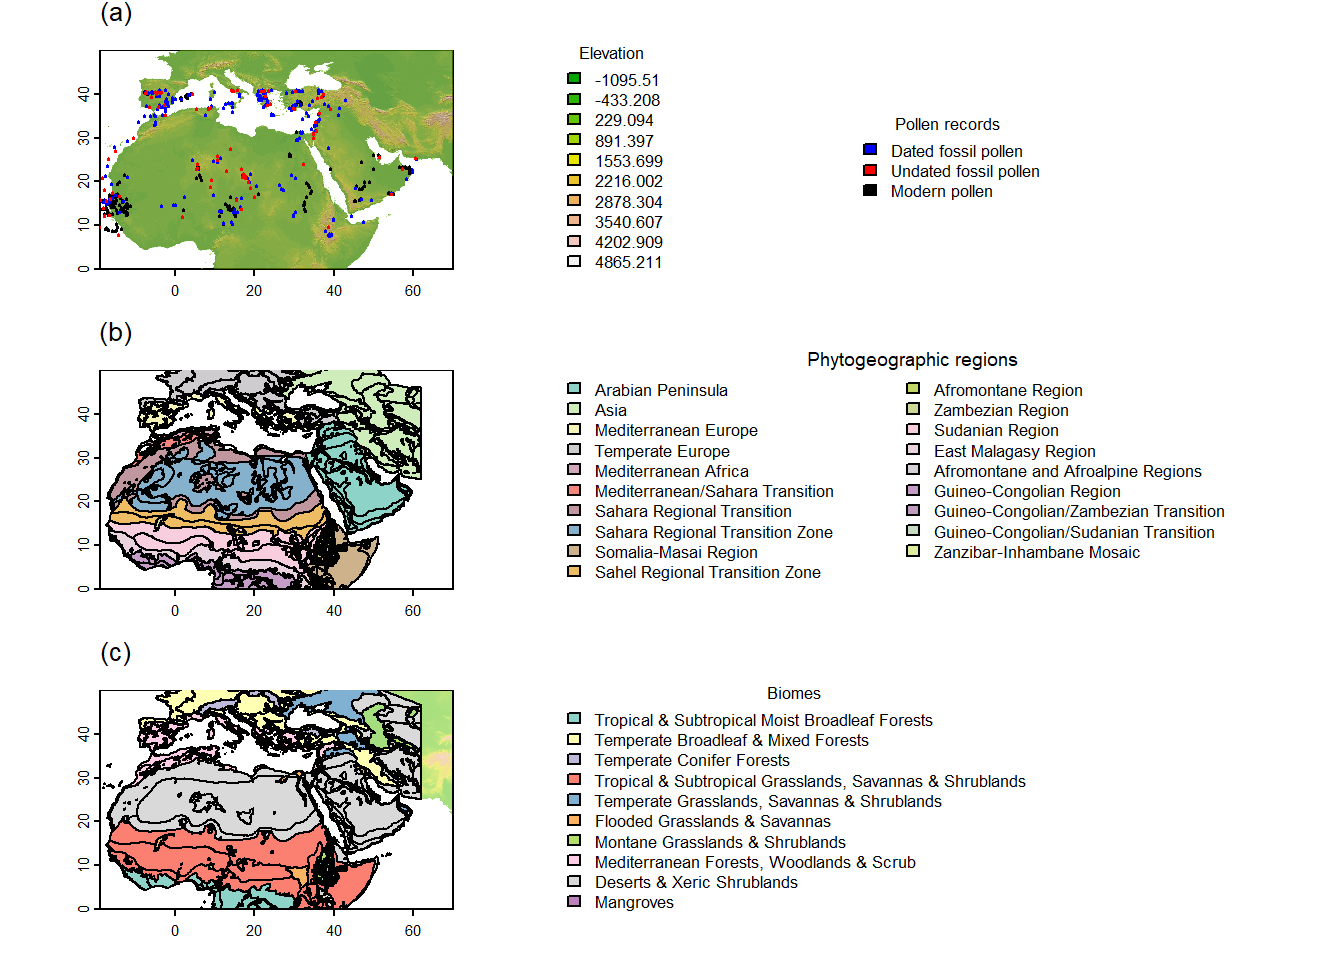 (a)
Elevation
-1095.51
-433.208
229.094
891.397
1553.699
2216.002
2878.304
3540.607
4202.909
4865.211
Pollen records
Dated fossil pollen
Undated fossil pollen
Modern pollen
0 10 20 30 40
0 20 40 60
(b)
Phytogeographic regions
Arabian Peninsula
Asia
Mediterranean Europe
Temperate Europe
Mediterranean Africa
Mediterranean/Sahara Transition
Sahara Regional Transition
Sahara Regional Transition Zone
Somalia-Masai Region
Sahel Regional Transition Zone
Afromontane Region
Zambezian Region
Sudanian Region
East Malagasy Region
Afromontane and Afroalpine Regions
Guineo-Congolian Region
Guineo-Congolian/Zambezian Transition
Guineo-Congolian/Sudanian Transition
Zanzibar-Inhambane Mosaic
0 10 20 30 40
0 20 40 60
(c)
Biomes
Tropical & Subtropical Moist Broadleaf Forests
Temperate Broadleaf & Mixed Forests
Temperate Conifer Forests
Tropical & Subtropical Grasslands, Savannas & Shrublands
Temperate Grasslands, Savannas & Shrublands
Flooded Grasslands & Savannas
Montane Grasslands & Shrublands
Mediterranean Forests, Woodlands & Scrub
Deserts & Xeric Shrublands
Mangroves
0 10 20 30 40
0 20 40 60